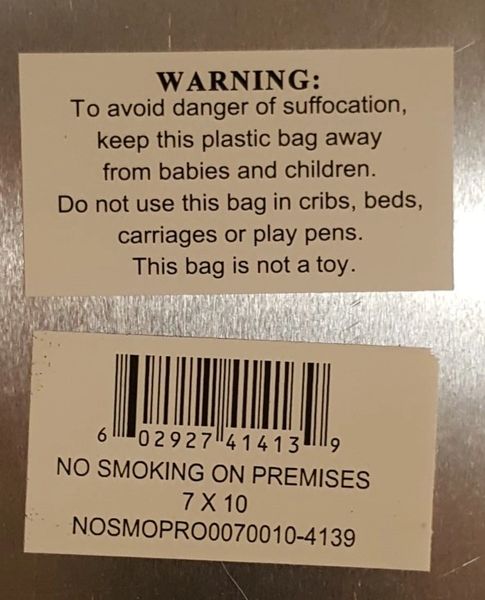 WARNING:
To avoid danger of suffocation,
keep this plastic bag away
from babies and children.
Do not use this bag in cribs, beds,
carriages or play pens.
This bag is not a toy.
6 02927 41413 9
NO SMOKING ON PREMISES
7 X 10
NOSMOPRO0070010-4139